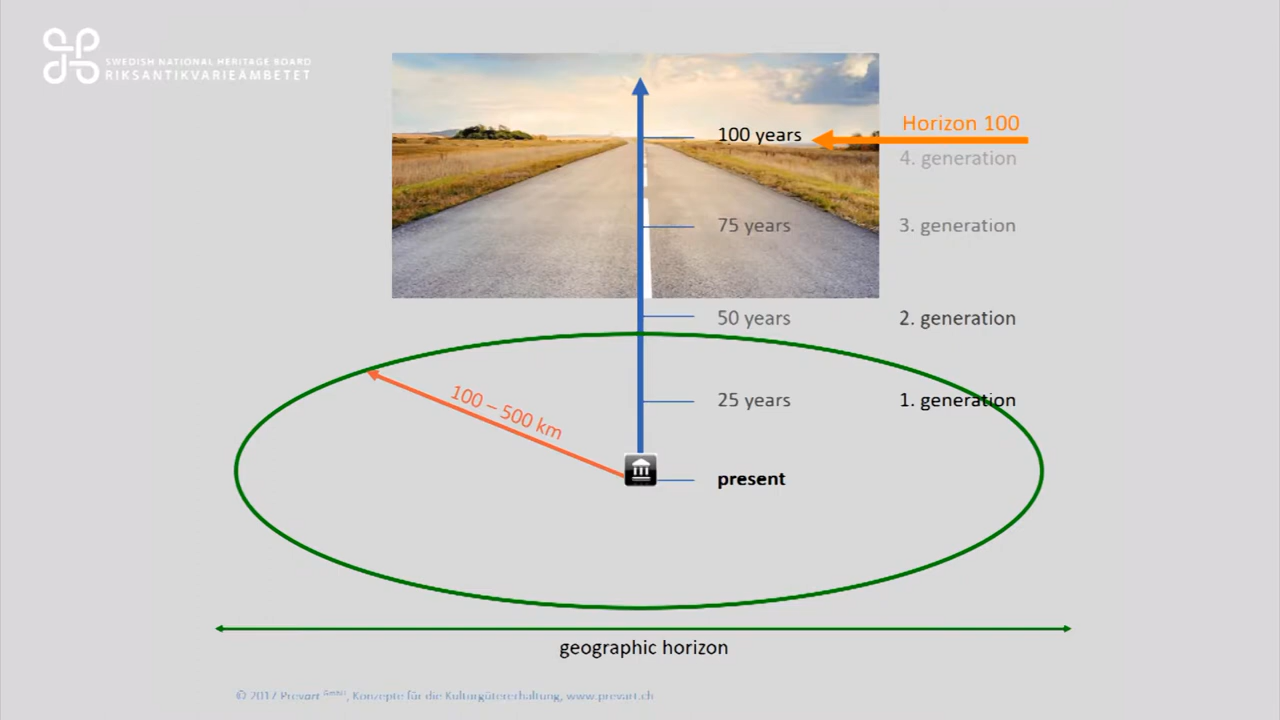 SWEDISH NATIONAL HERITAGE BOARD
RIKSANTIKVARIEÄMBETET
Horizon 100
100 years
4. generation
75 years
3. generation
50 years
2. generation
100 – 500 km
25 years
1. generation
present
geographic horizon
© 2017 Prevart GmbH, Konzepte für die Kulturgütererhaltung, www.prevart.ch